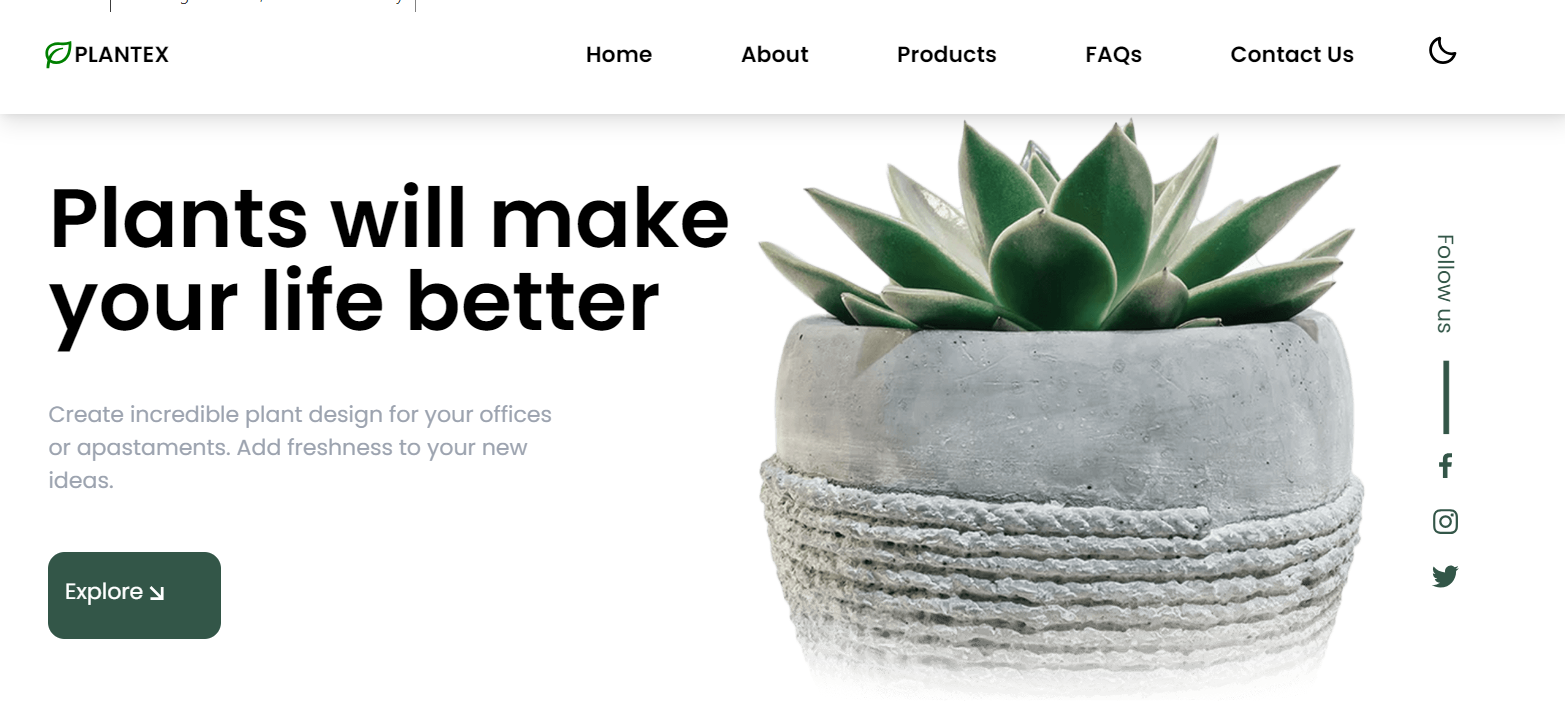 PLANTEX
Home
About
Products
FAQs
Contact Us
Plants will make
your life better
Create incredible plant design for your offices
or apastaments. Add freshness to your new
ideas.
Explore
Follow us